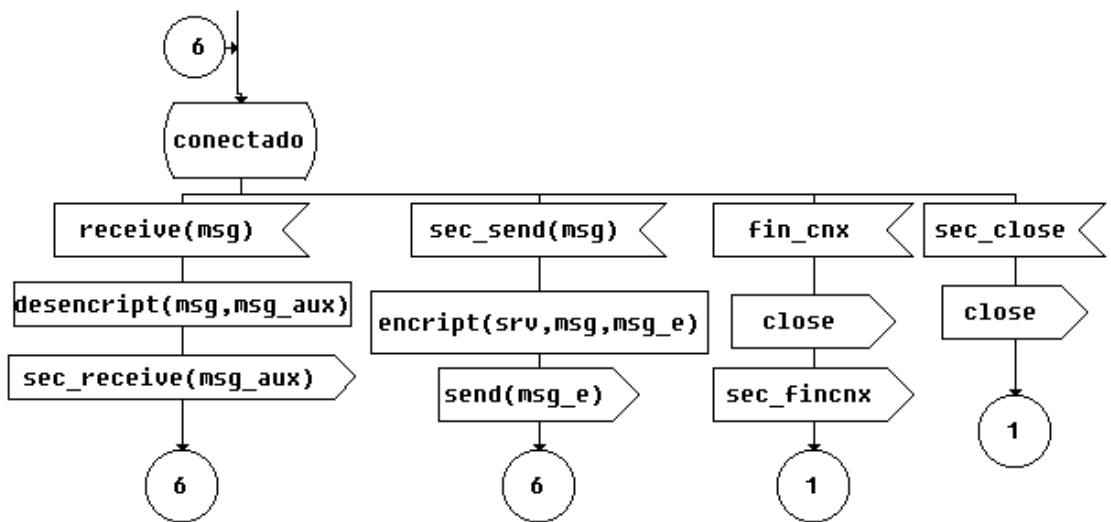 6
conectado
receive(msg)
sec_send(msg)
fin_cnx
sec_close
desencript(msg,msg_aux)
encript(srv,msg,msg_e)
close
close
sec_receive(msg_aux)
send(msg_e)
sec_fincnx
1
6
6
1